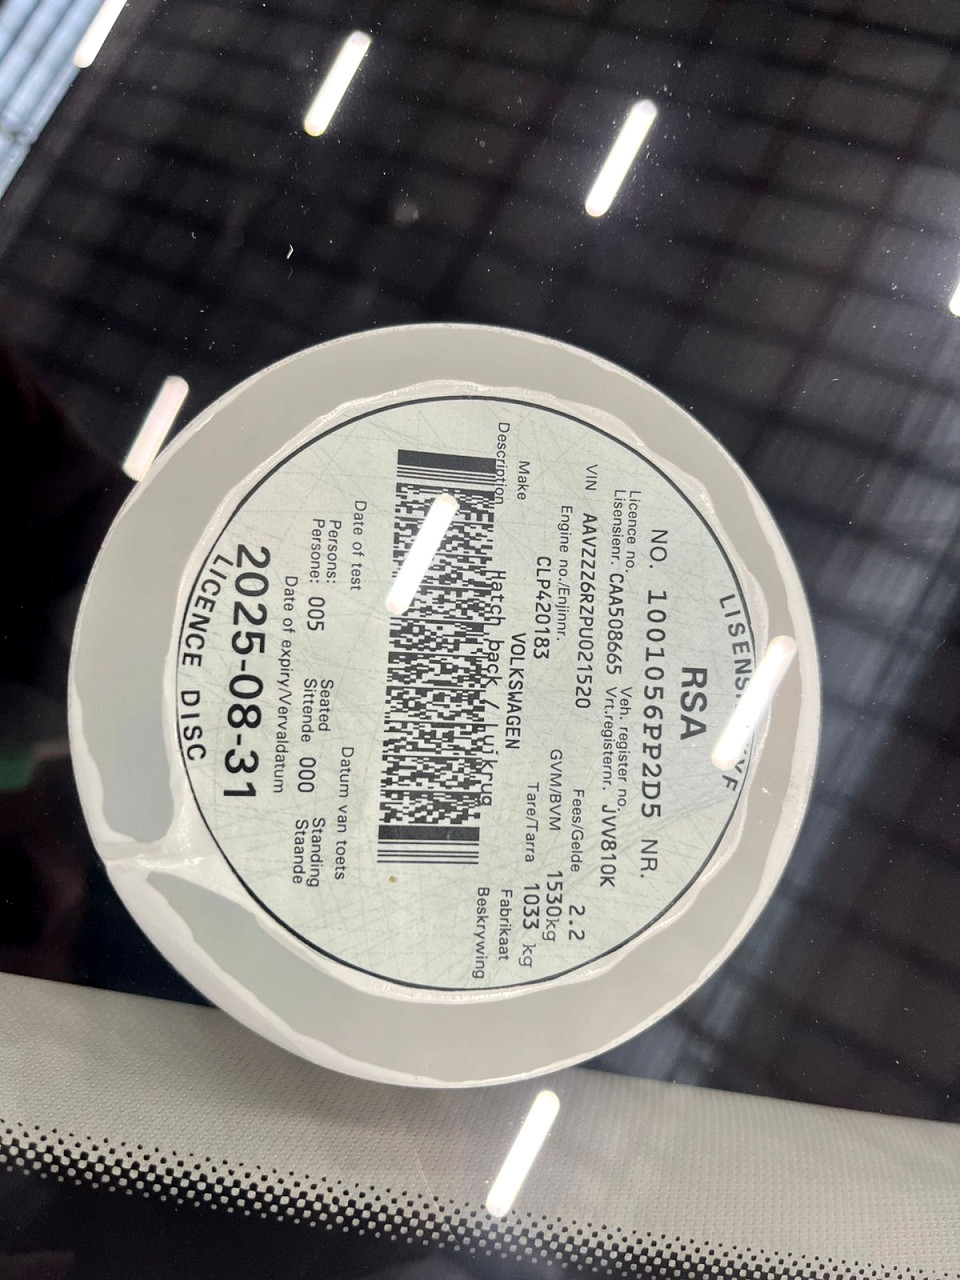 RSA
NO. 1001056PP2D5 NR.
Licence no. Veh. register no.
Lisensienr. CAA508665 Vrt.registernr. JVV810K
VIN AAVZZZ6RZPU021520 Fees/Gelde 2.2
Engine no./Enjinnr. GVM/BVM 1530kg
CLP420183 Tare/Tarra 1033 kg
Make VOLKSWAGEN Fabrikaat
Description Hatch back / Luikrug Beskrywing
Date of test Datum van toets
Persons: Seated Standing
Persone: 005 Sittende 000 Staande
Date of expiry/Vervaldatum
2025-08-31
LICENCE DISC